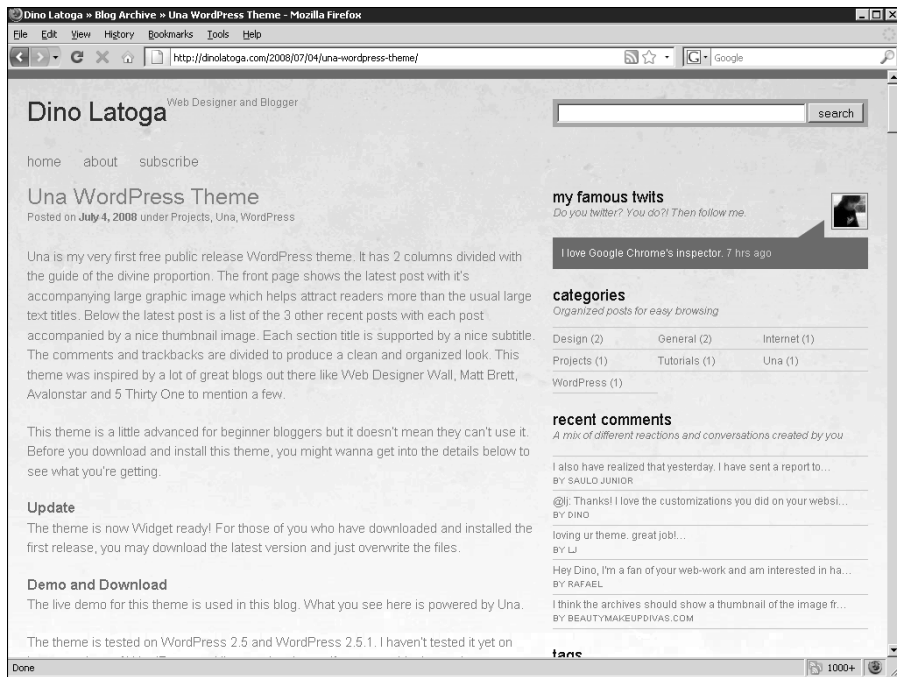 Dino Latoga » Blog Archive » Una WordPress Theme - Mozilla Firefox
File Edit View History Bookmarks Tools Help
http://dinolatoga.com/2008/07/04/una-wordpress-theme/
G Google
Dino Latoga
Web Designer and Blogger
search
home about subscribe
Una WordPress Theme
Posted on July 4, 2008 under Projects, Una, WordPress
Una is my very first free public release WordPress theme. It has 2 columns divided with
the guide of the divine proportion. The front page shows the latest post with it's
accompanying large graphic image which helps attract readers more than the usual large
text titles. Below the latest post is a list of the 3 other recent posts with each post
accompanied by a nice thumbnail image. Each section title is supported by a nice subtitle.
The comments and trackbacks are divided to produce a clean and organized look. This
theme was inspired by a lot of great blogs out there like Web Designer Wall, Matt Brett,
Avalonstar and 5 Thirty One to mention a few.
This theme is a little advanced for beginner bloggers but it doesn't mean they can't use it.
Before you download and install this theme, you might wanna get into the details below to
see what you're getting.
Update
The theme is now Widget ready! For those of you who have downloaded and installed the
first release, you may download the latest version and just overwrite the files.
Demo and Download
The live demo for this theme is used in this blog. What you see here is powered by Una.
The theme is tested on WordPress 2.5 and WordPress 2.5.1. I haven't tested it yet on
my famous twits
Do you twitter? You do?! Then follow me.
I love Google Chrome's inspector. 7 hrs ago
categories
Organized posts for easy browsing
Design (2) General (2) Internet (1)
Projects (1) Tutorials (1) Una (1)
WordPress (1)
recent comments
A mix of different reactions and conversations created by you
I also have realized that yesterday. I have sent a report to...
BY SAULO JUNIOR
@lj: Thanks! I love the customizations you did on your websi...
BY DINO
loving ur theme. great job!...
BY LJ
Hey Dino, I'm a fan of your web-work and am interested in ha...
BY RAFAEL
I think the archives should show a thumbnail of the image fr...
BY BEAUTYMAKEUPDIVAS.COM
tags
Done
1000+